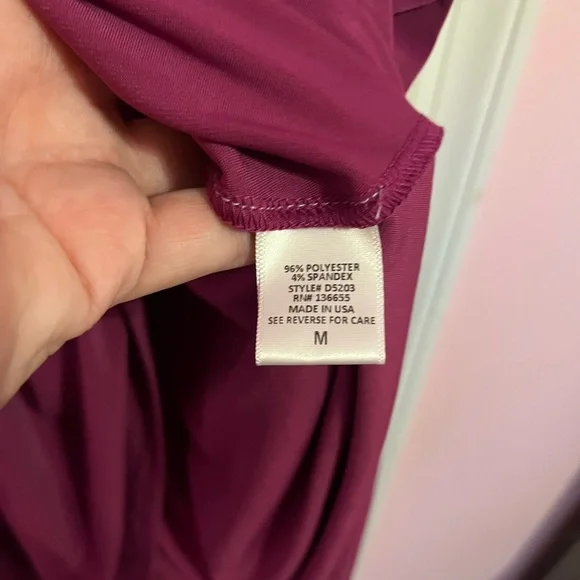 96% POLYESTER
4% SPANDEX
STYLE# D5203
RN# 136655
MADE IN USA
SEE REVERSE FOR CARE
M